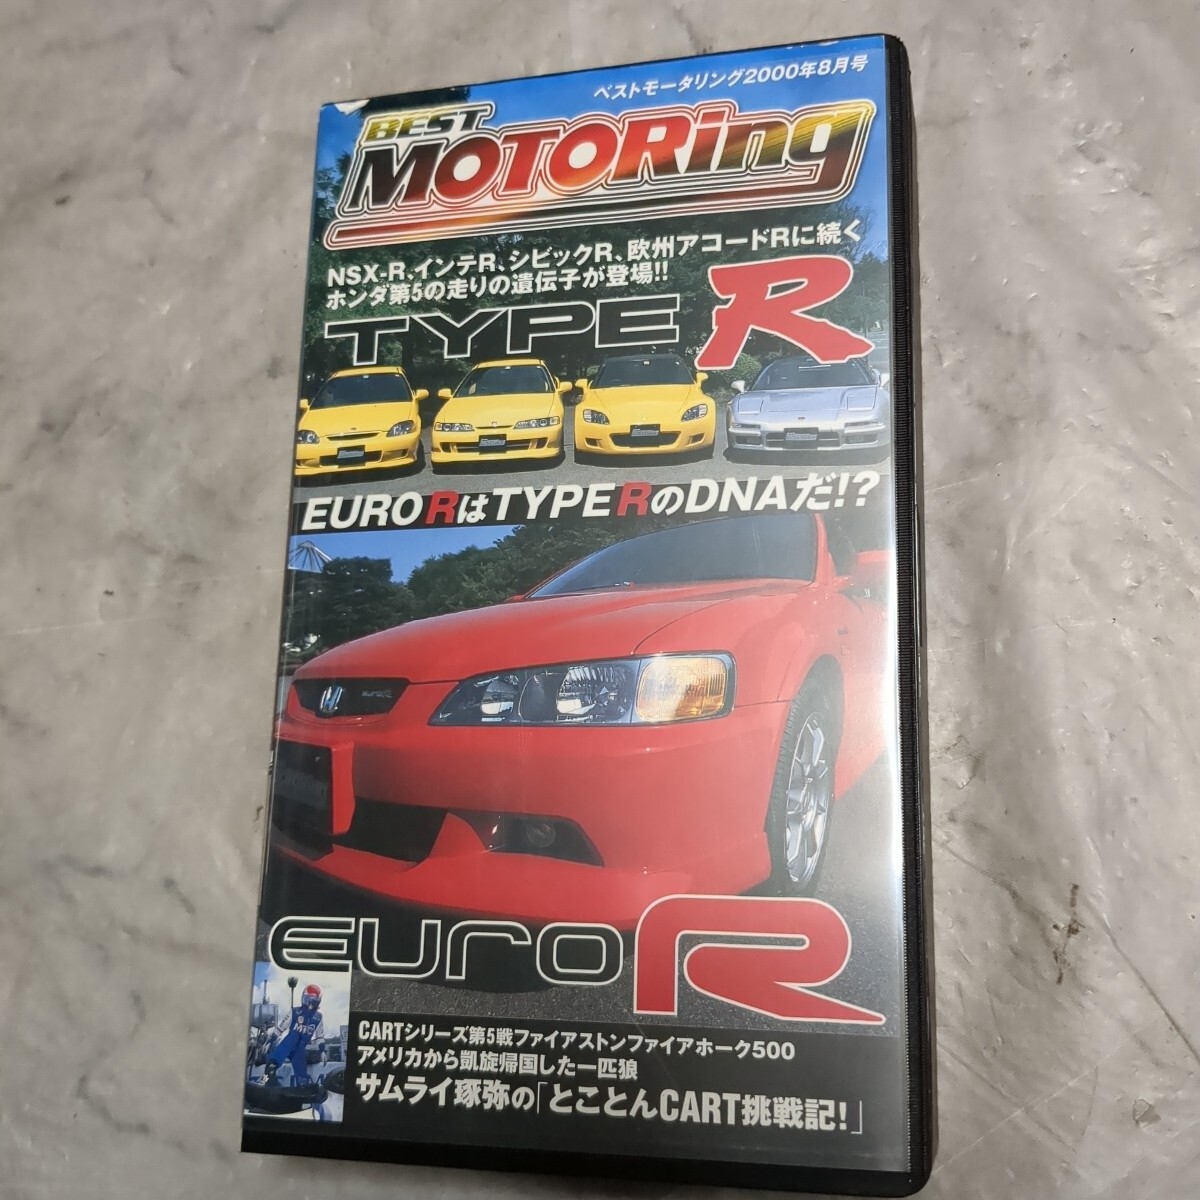 ベストモータリング2000年8月号
BEST
MOTORing
NSX-R、インテR、シビックR、欧州アコードRに続く
ホンダ第5の走りの遺伝子が登場!!
TYPE R
EURO RはTYPE RのDNAだ!?
euro R
CARTシリーズ第5戦ファイアストンファイアホーク500
アメリカから凱旋帰国した一匹狼
サムライ琢弥の「とことんCART挑戦記!」